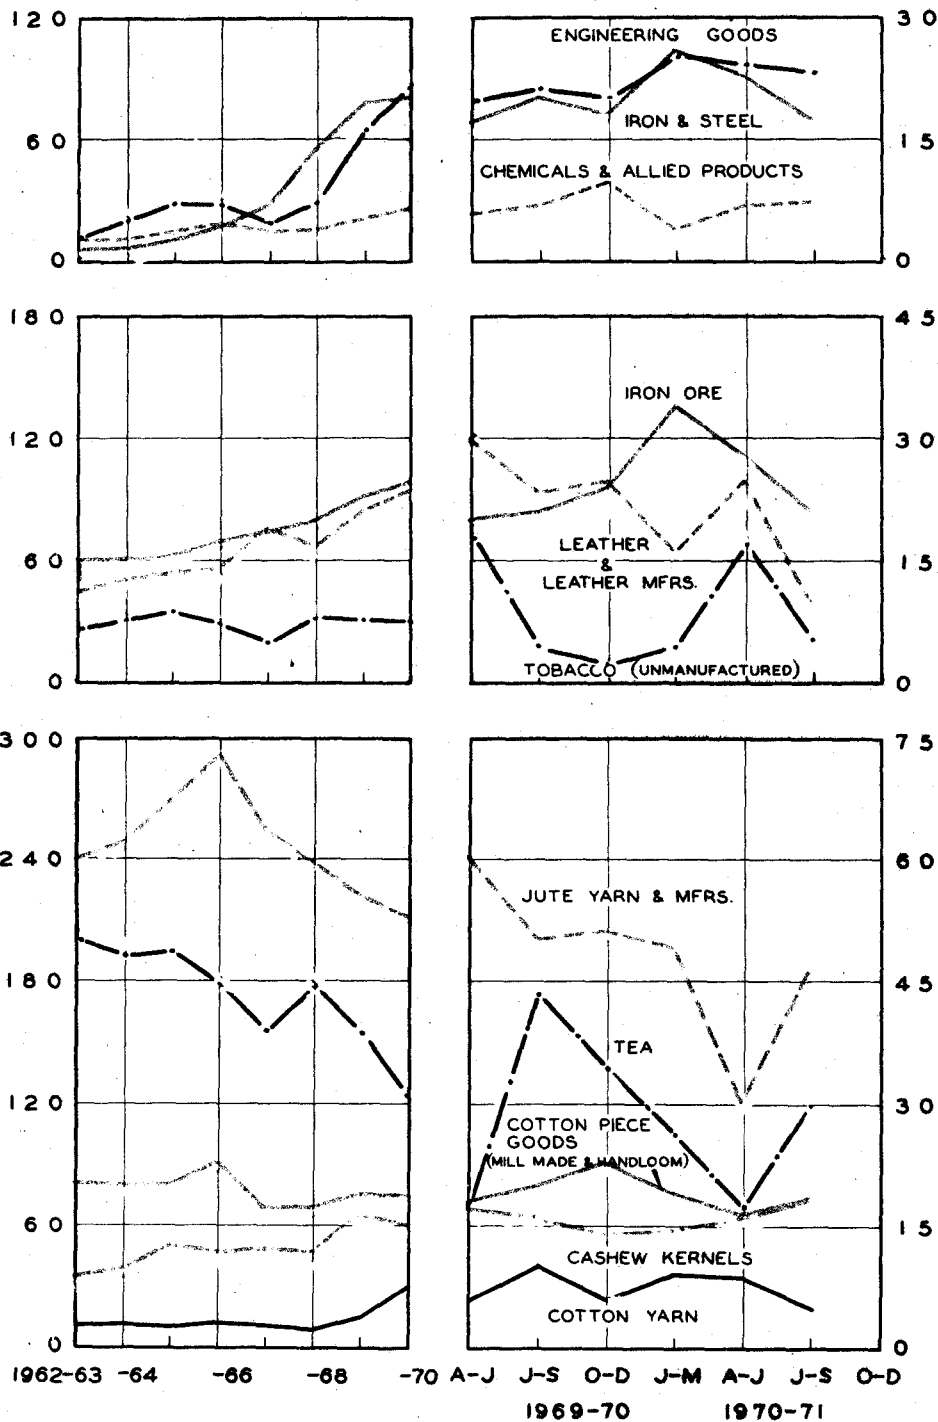 120
60
0
30
15
0
ENGINEERING GOODS
IRON & STEEL
CHEMICALS & ALLIED PRODUCTS
180
120
60
0
45
30
15
0
IRON ORE
LEATHER
&
LEATHER MFRS.
TOBACCO (UNMANUFACTURED)
300
240
180
120
60
0
75
60
45
30
15
0
JUTE YARN & MFRS.
TEA
COTTON PIECE
GOODS
(MILL MADE & HANDLOOM)
CASHEW KERNELS
COTTON YARN
1962-63 -64 -66 -68 -70 A-J J-S O-D J-M A-J J-S O-D
1969-70 1970-71